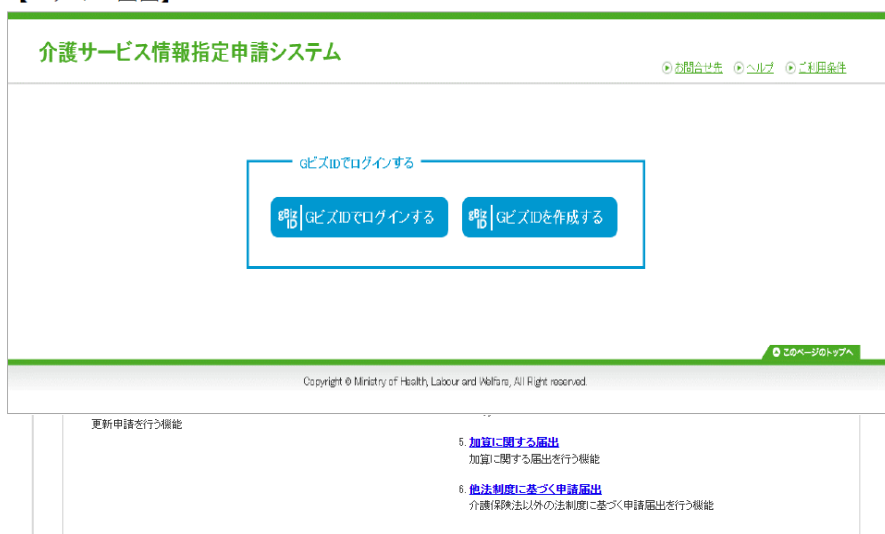 介護サービス情報指定申請システム
お問合せ先 ヘルプ ご利用条件
GビズIDでログインする
gBiz ID GビズIDでログインする gBiz ID GビズIDを作成する
このページのトップへ
Copyright © Ministry of Health, Labour and Welfare, All Right reserved.
更新申請を行う機能
5. 加算に関する届出
加算に関する届出を行う機能
6. 他法制度に基づく申請届出
介護保険法以外の法制度に基づく申請届出を行う機能